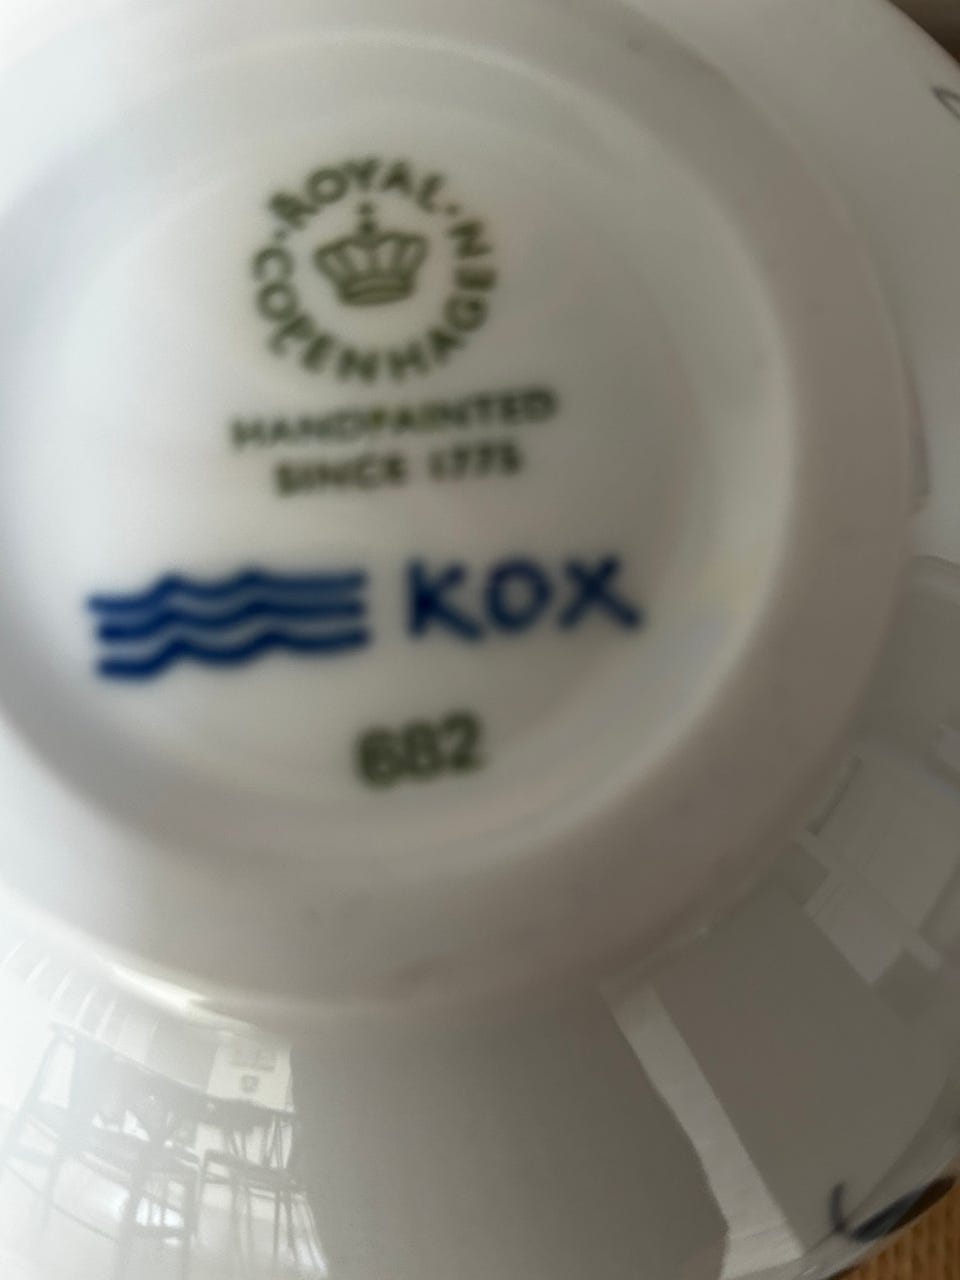 ROYAL
COPENHAGEN
HANDPAINTED
SINCE 1775
KOX
682